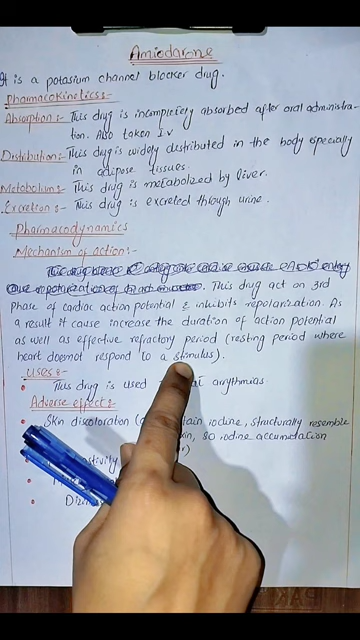 Amiodarone
It is a potasium channel blocker drug.
Pharmacokinetics:-
Absorption:- This drug is incompletely absorbed after oral administra-
tion. Also taken I.v
Distribution:- This drug is widely distributed in the body especially
in adipose tissues.
Metabolism:- This drug is metabolized by liver.
Excretion:- This drug is excreted through urine.
Pharmacodynamics
Mechanism of action:-
This drug act on 3rd
Phase of cardiac action potential & inhibits repolarization. As
a result it cause increase the duration of action potential
as well as effective refractory period (resting period where
heart doesnot respond to a stimulus).
Uses:-
This drug is used arrythmias.
Adverse effect:-
Skin discoloration iodine, structurally resemble
so iodine accumulation